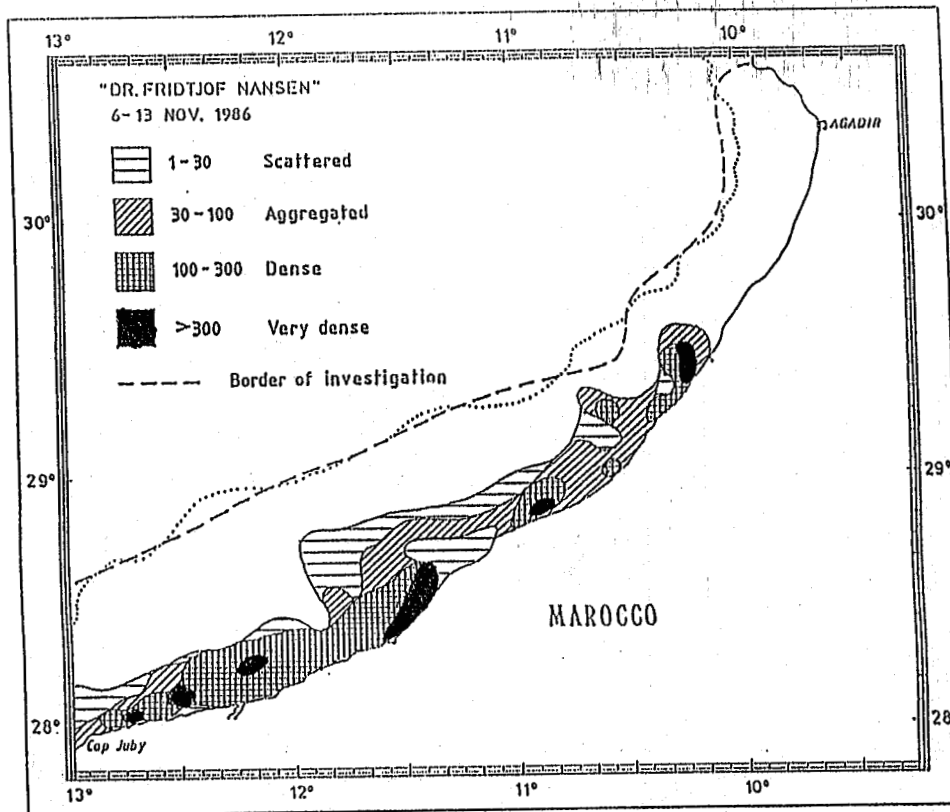 13° 12° 11° 10°
"DR. FRIDTJOF NANSEN"
6-13 NOV. 1986
1-30 Scattered
30-100 Aggregated
100-300 Dense
>300 Very dense
Border of investigation
AGADIR
30° 30°
29° 29°
MAROCCO
28° 28°
Cap Juby
13° 12° 11° 10°